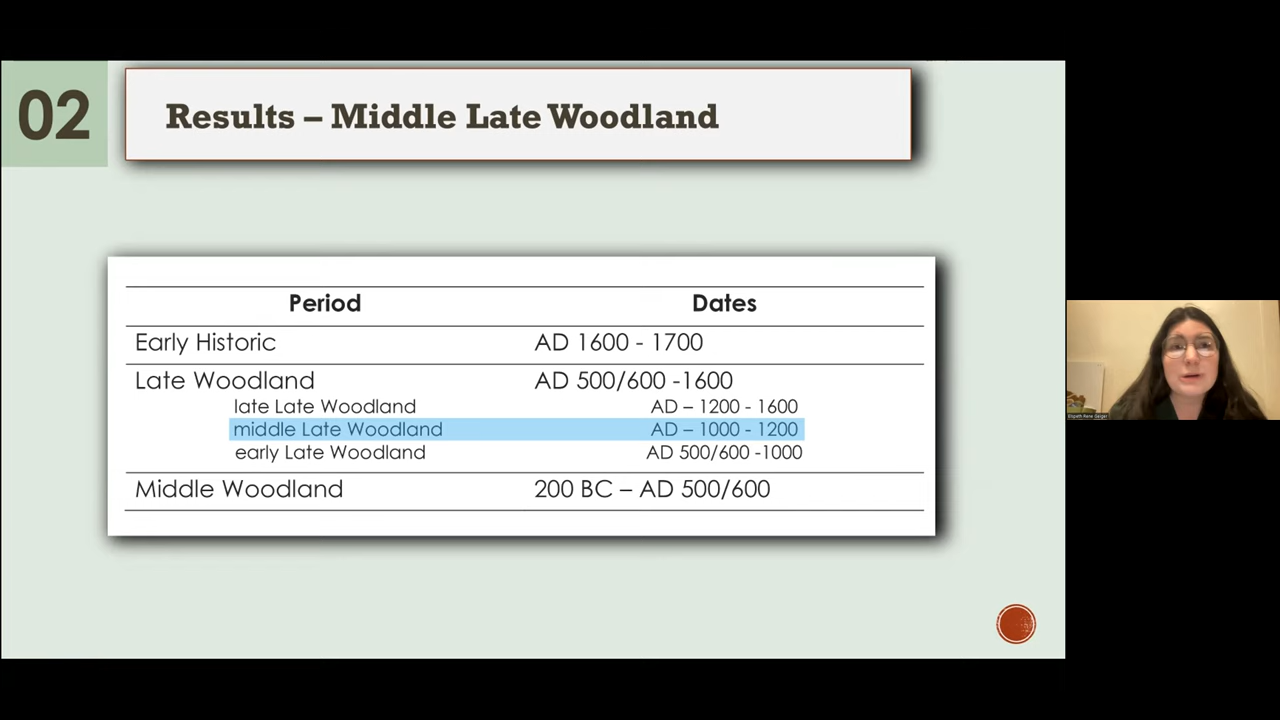 02
Results – Middle Late Woodland
Period Dates
Early Historic AD 1600 - 1700
Late Woodland AD 500/600 -1600
late Late Woodland AD – 1200 - 1600
middle Late Woodland AD – 1000 - 1200
early Late Woodland AD 500/600 -1000
Middle Woodland 200 BC – AD 500/600